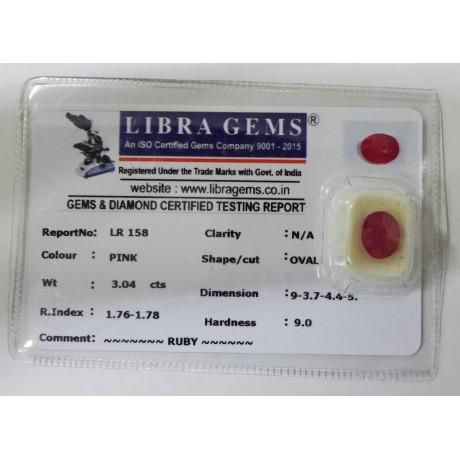 LIBRA GEMS®
An ISO Certified Gems Company 9001 - 2015
Registered Under the Trade Marks with Govt. of India
website : www.libragems.co.in
GEMS & DIAMOND CERTIFIED TESTING REPORT
ReportNo: LR 158 Clarity : N/A
Colour : PINK Shape/cut : OVAL
Wt : 3.04 cts Dimension : 9-3.7-4.4-5.
R.Index : 1.76-1.78 Hardness : 9.0
Comment: ~~~~~~~ RUBY ~~~~~~